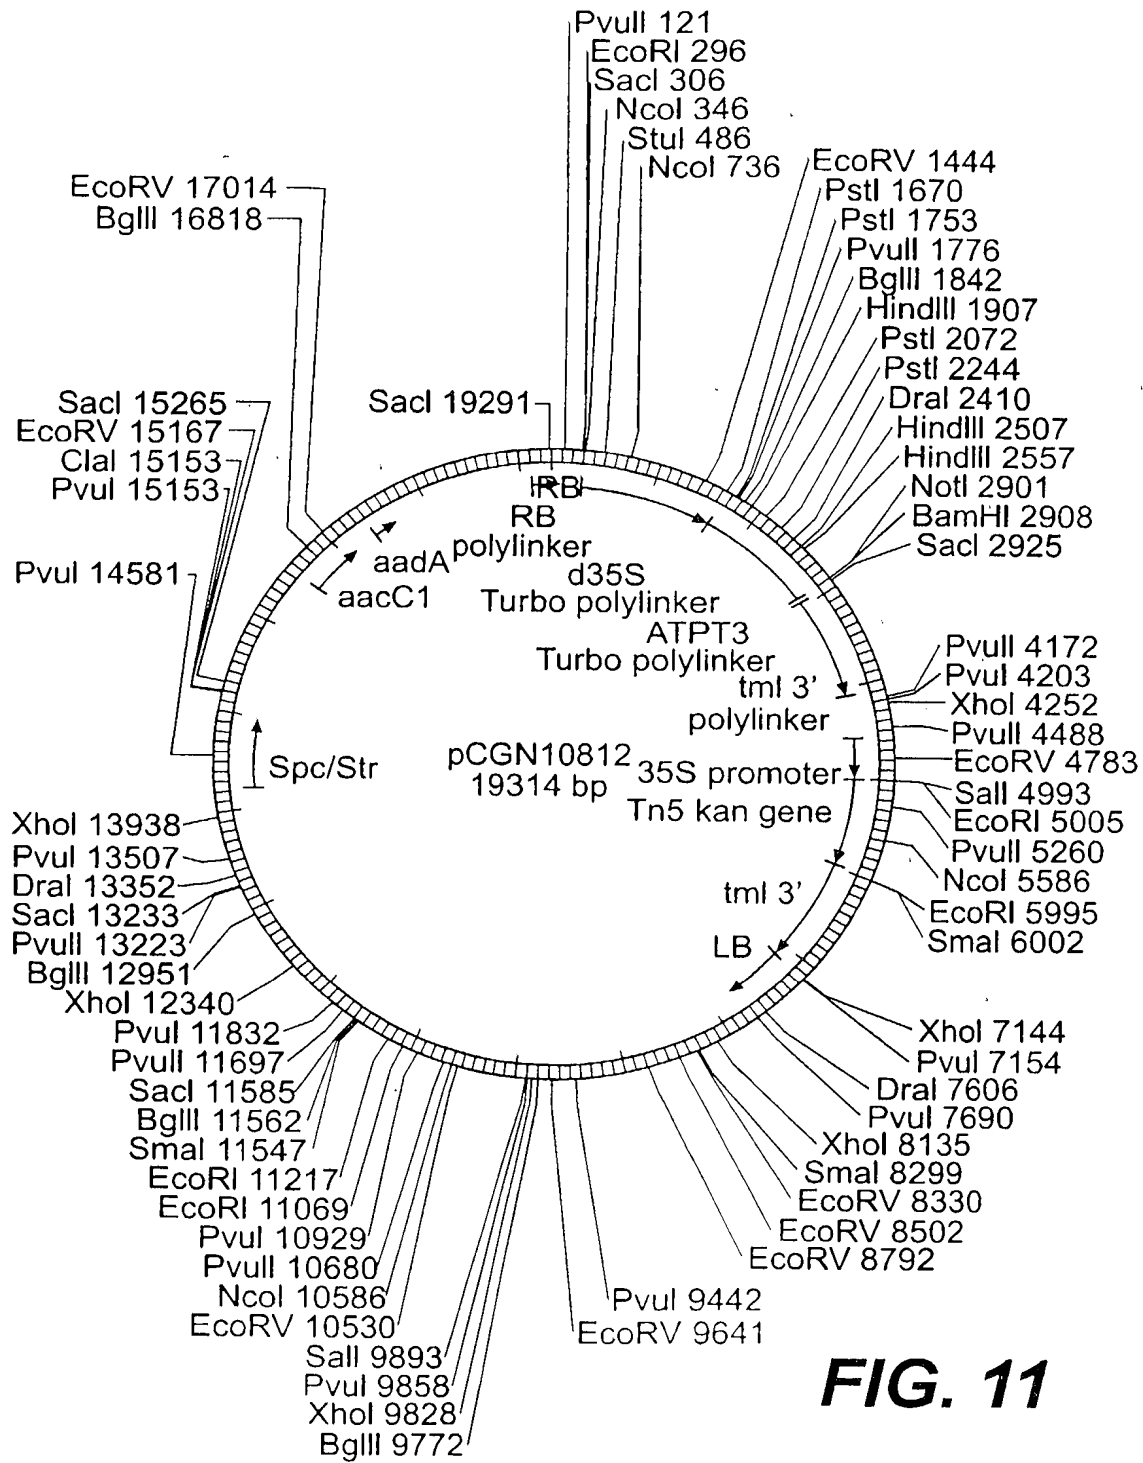 PvuII 121
EcoRI 296
SacI 306
NcoI 346
StuI 486
NcoI 736
EcoRV 1444
PstI 1670
PstI 1753
PvuII 1776
BglII 1842
HindIII 1907
PstI 2072
PstI 2244
DraI 2410
HindIII 2507
HindIII 2557
NotI 2901
BamHI 2908
SacI 2925
PvuII 4172
PvuI 4203
XhoI 4252
PvuII 4488
EcoRV 4783
SalI 4993
EcoRI 5005
PvuII 5260
NcoI 5586
EcoRI 5995
SmaI 6002
XhoI 7144
PvuI 7154
DraI 7606
PvuI 7690
XhoI 8135
SmaI 8299
EcoRV 8330
EcoRV 8502
EcoRV 8792
PvuI 9442
EcoRV 9641
BglII 9772
XhoI 9828
PvuI 9858
SalI 9893
EcoRV 10530
NcoI 10586
PvuII 10680
PvuI 10929
EcoRI 11069
EcoRI 11217
SmaI 11547
BglII 11562
SacI 11585
PvuII 11697
PvuI 11832
XhoI 12340
BglII 12951
PvuII 13223
SacI 13233
DraI 13352
PvuI 13507
XhoI 13938
PvuI 14581
PvuI 15153
ClaI 15153
EcoRV 15167
SacI 15265
BglII 16818
EcoRV 17014
SacI 19291
RB
RB
polylinker
d35S
Turbo polylinker
ATPT3
Turbo polylinker
tml 3'
polylinker
35S promoter
Tn5 kan gene
tml 3'
LB
Spc/Str
aacC1
aadA
pCGN10812
19314 bp
FIG. 11